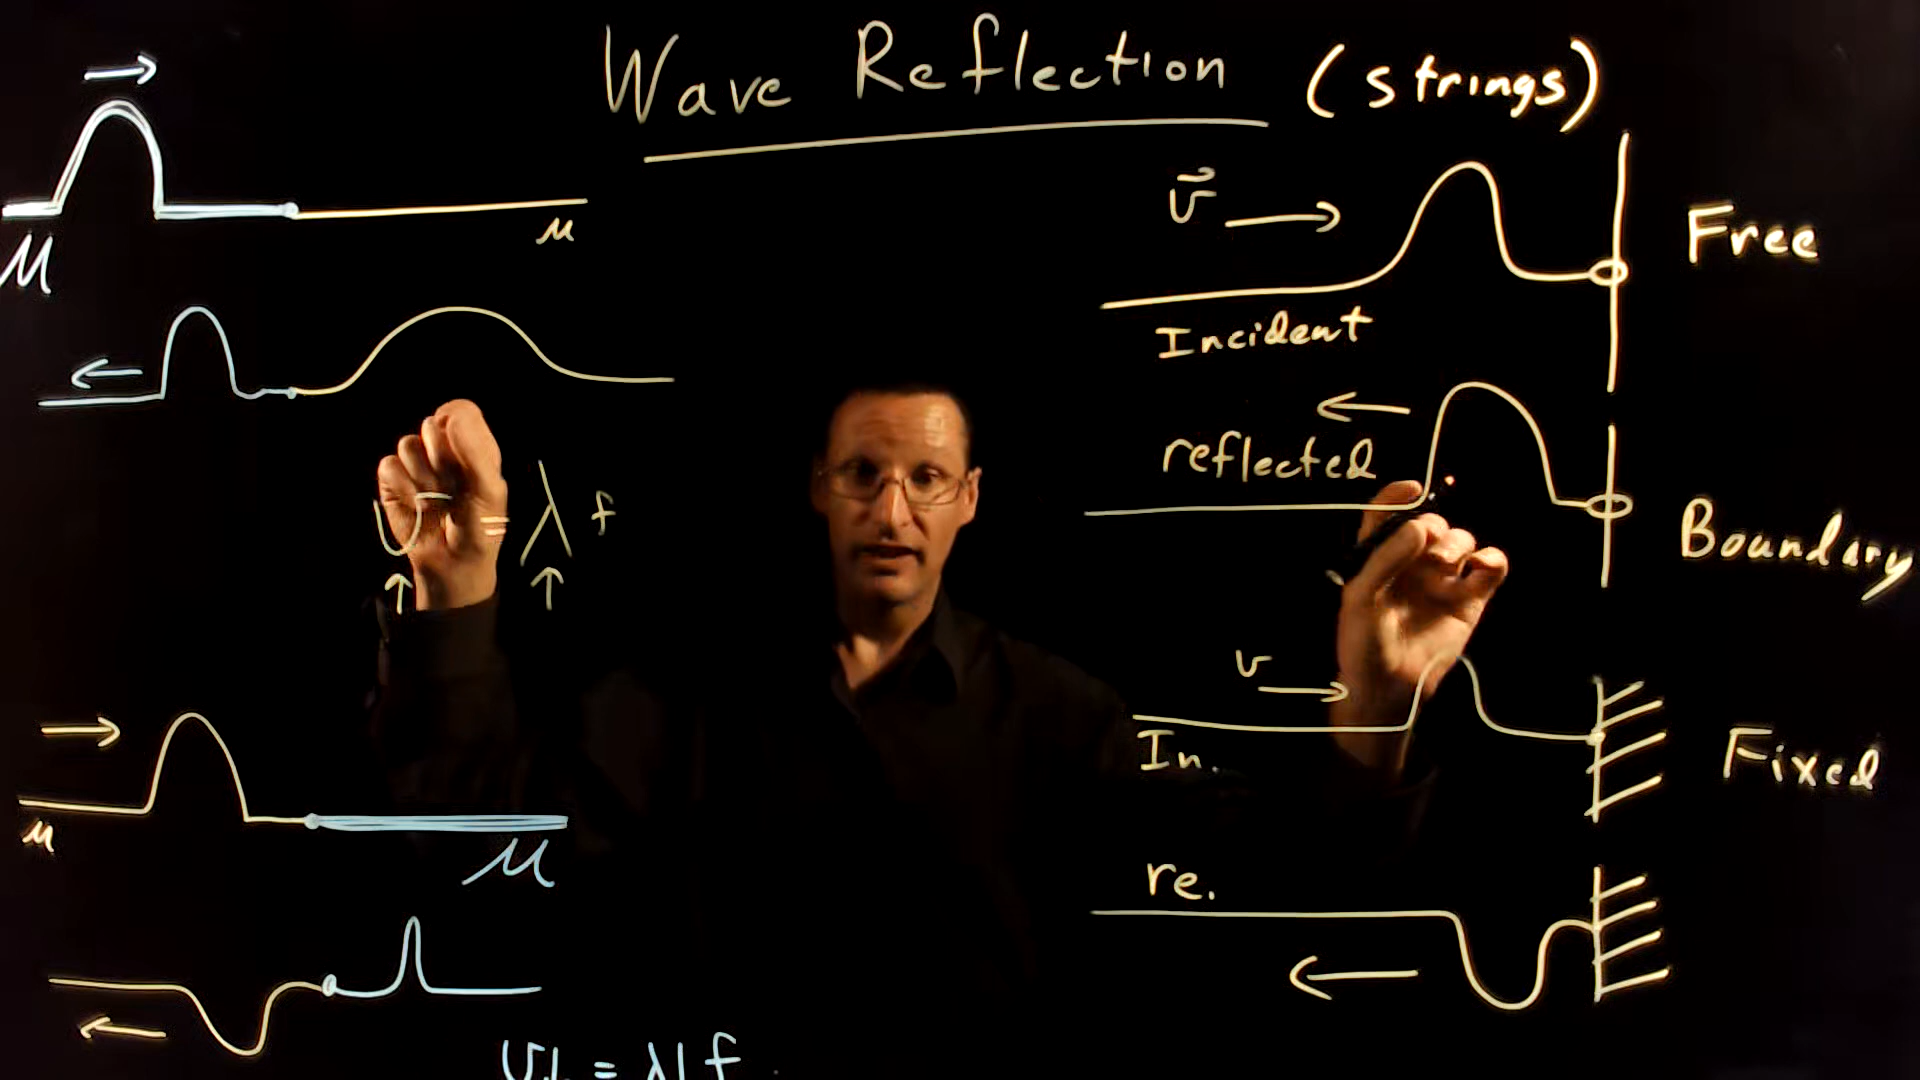 Wave Reflection (strings)
μ
μ
v = λ f
μ
μ
v↓ = λ↓ f
v
Free
Incident
reflected
Boundary
v
In.
Fixed
re.